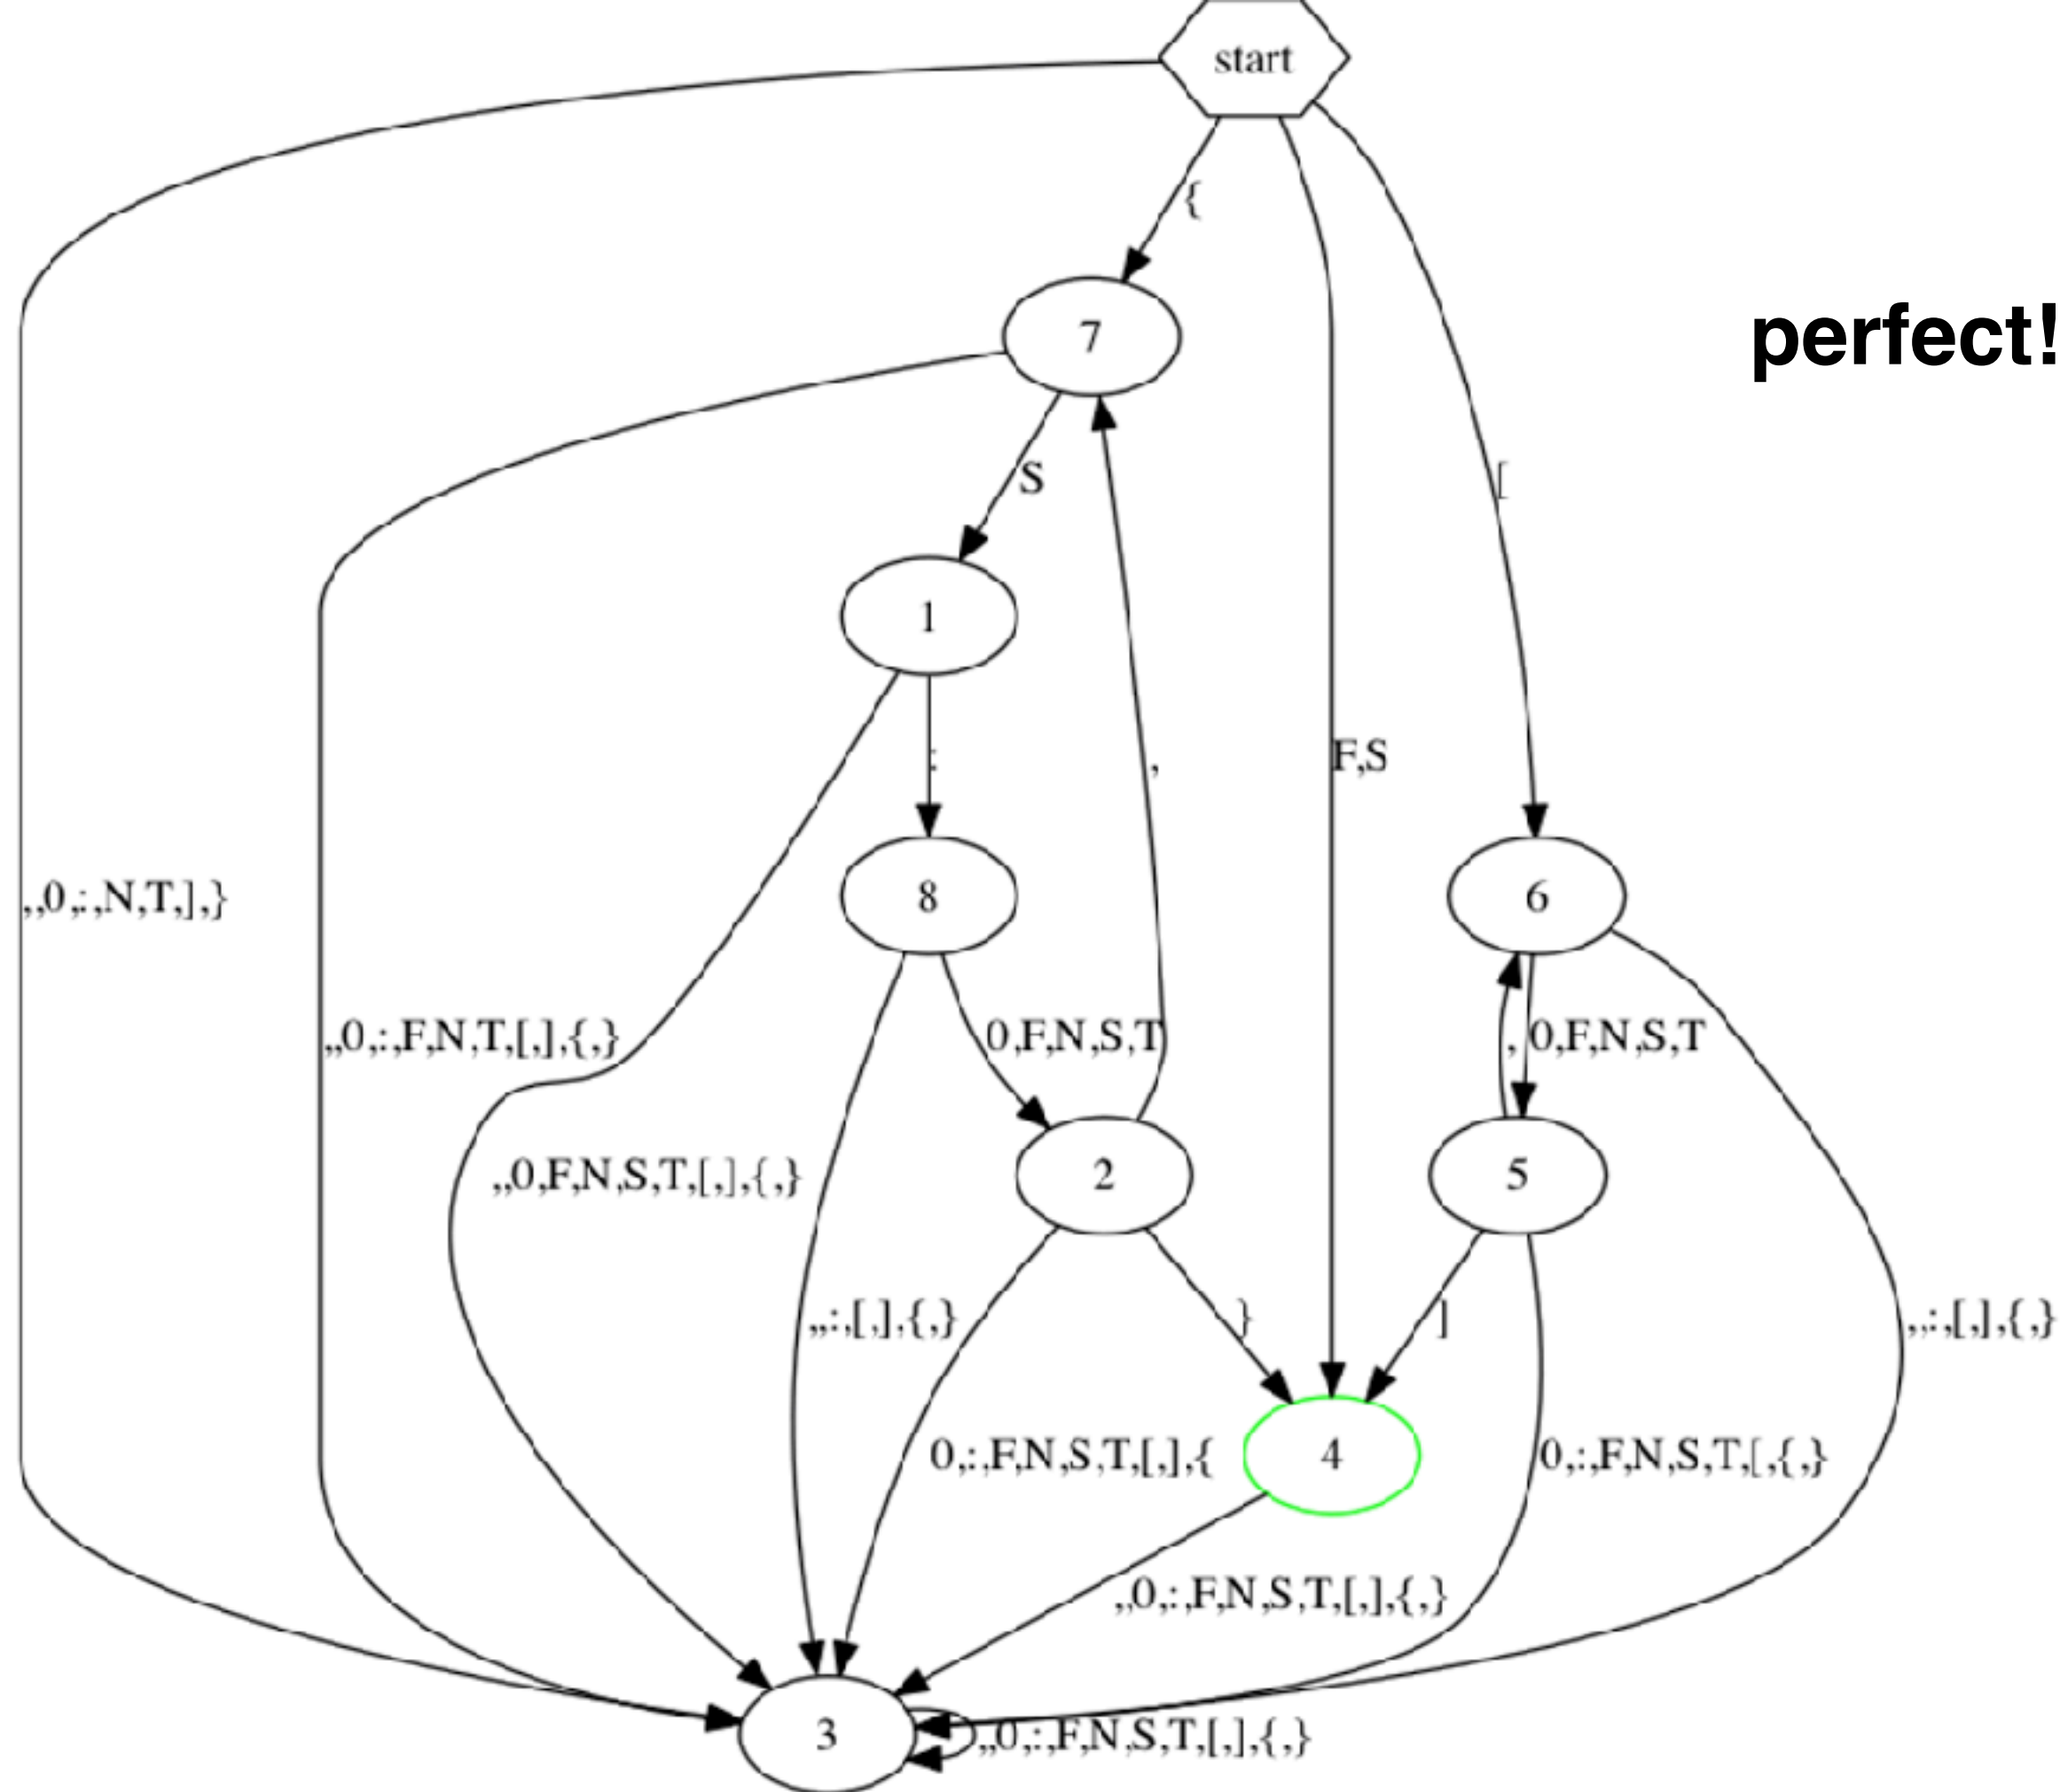 start
{
7
perfect!
S
[
1
:
,
F,S
,,0,:,N,T,],}
8
6
,,0,:,F,N,T,[,],{,}
0,F,N,S,T
,
0,F,N,S,T
,,0,F,N,S,T,[,],{,}
2
5
,,:,[,],{,}
}
]
,,:,[,],{,}
0,:,F,N,S,T,[,],{
4
0,:,F,N,S,T,[,{,}
,,0,:,F,N,S,T,[,],{,}
3
,,0,:,F,N,S,T,[,],{,}